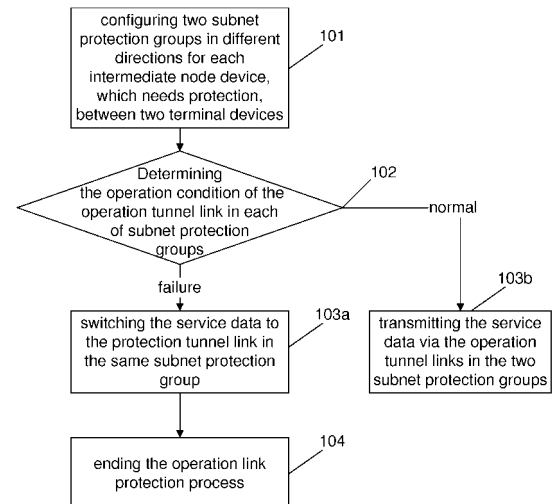 configuring two subnet
protection groups in different
directions for each
intermediate node device,
which needs protection,
between two terminal devices
101
Determining
the operation condition of the
operation tunnel link in each
of subnet protection
groups
102
normal
failure
switching the service data to
the protection tunnel link in
the same subnet protection
group
103a
103b
transmitting the service
data via the operation
tunnel links in the two
subnet protection groups
ending the operation link
protection process
104